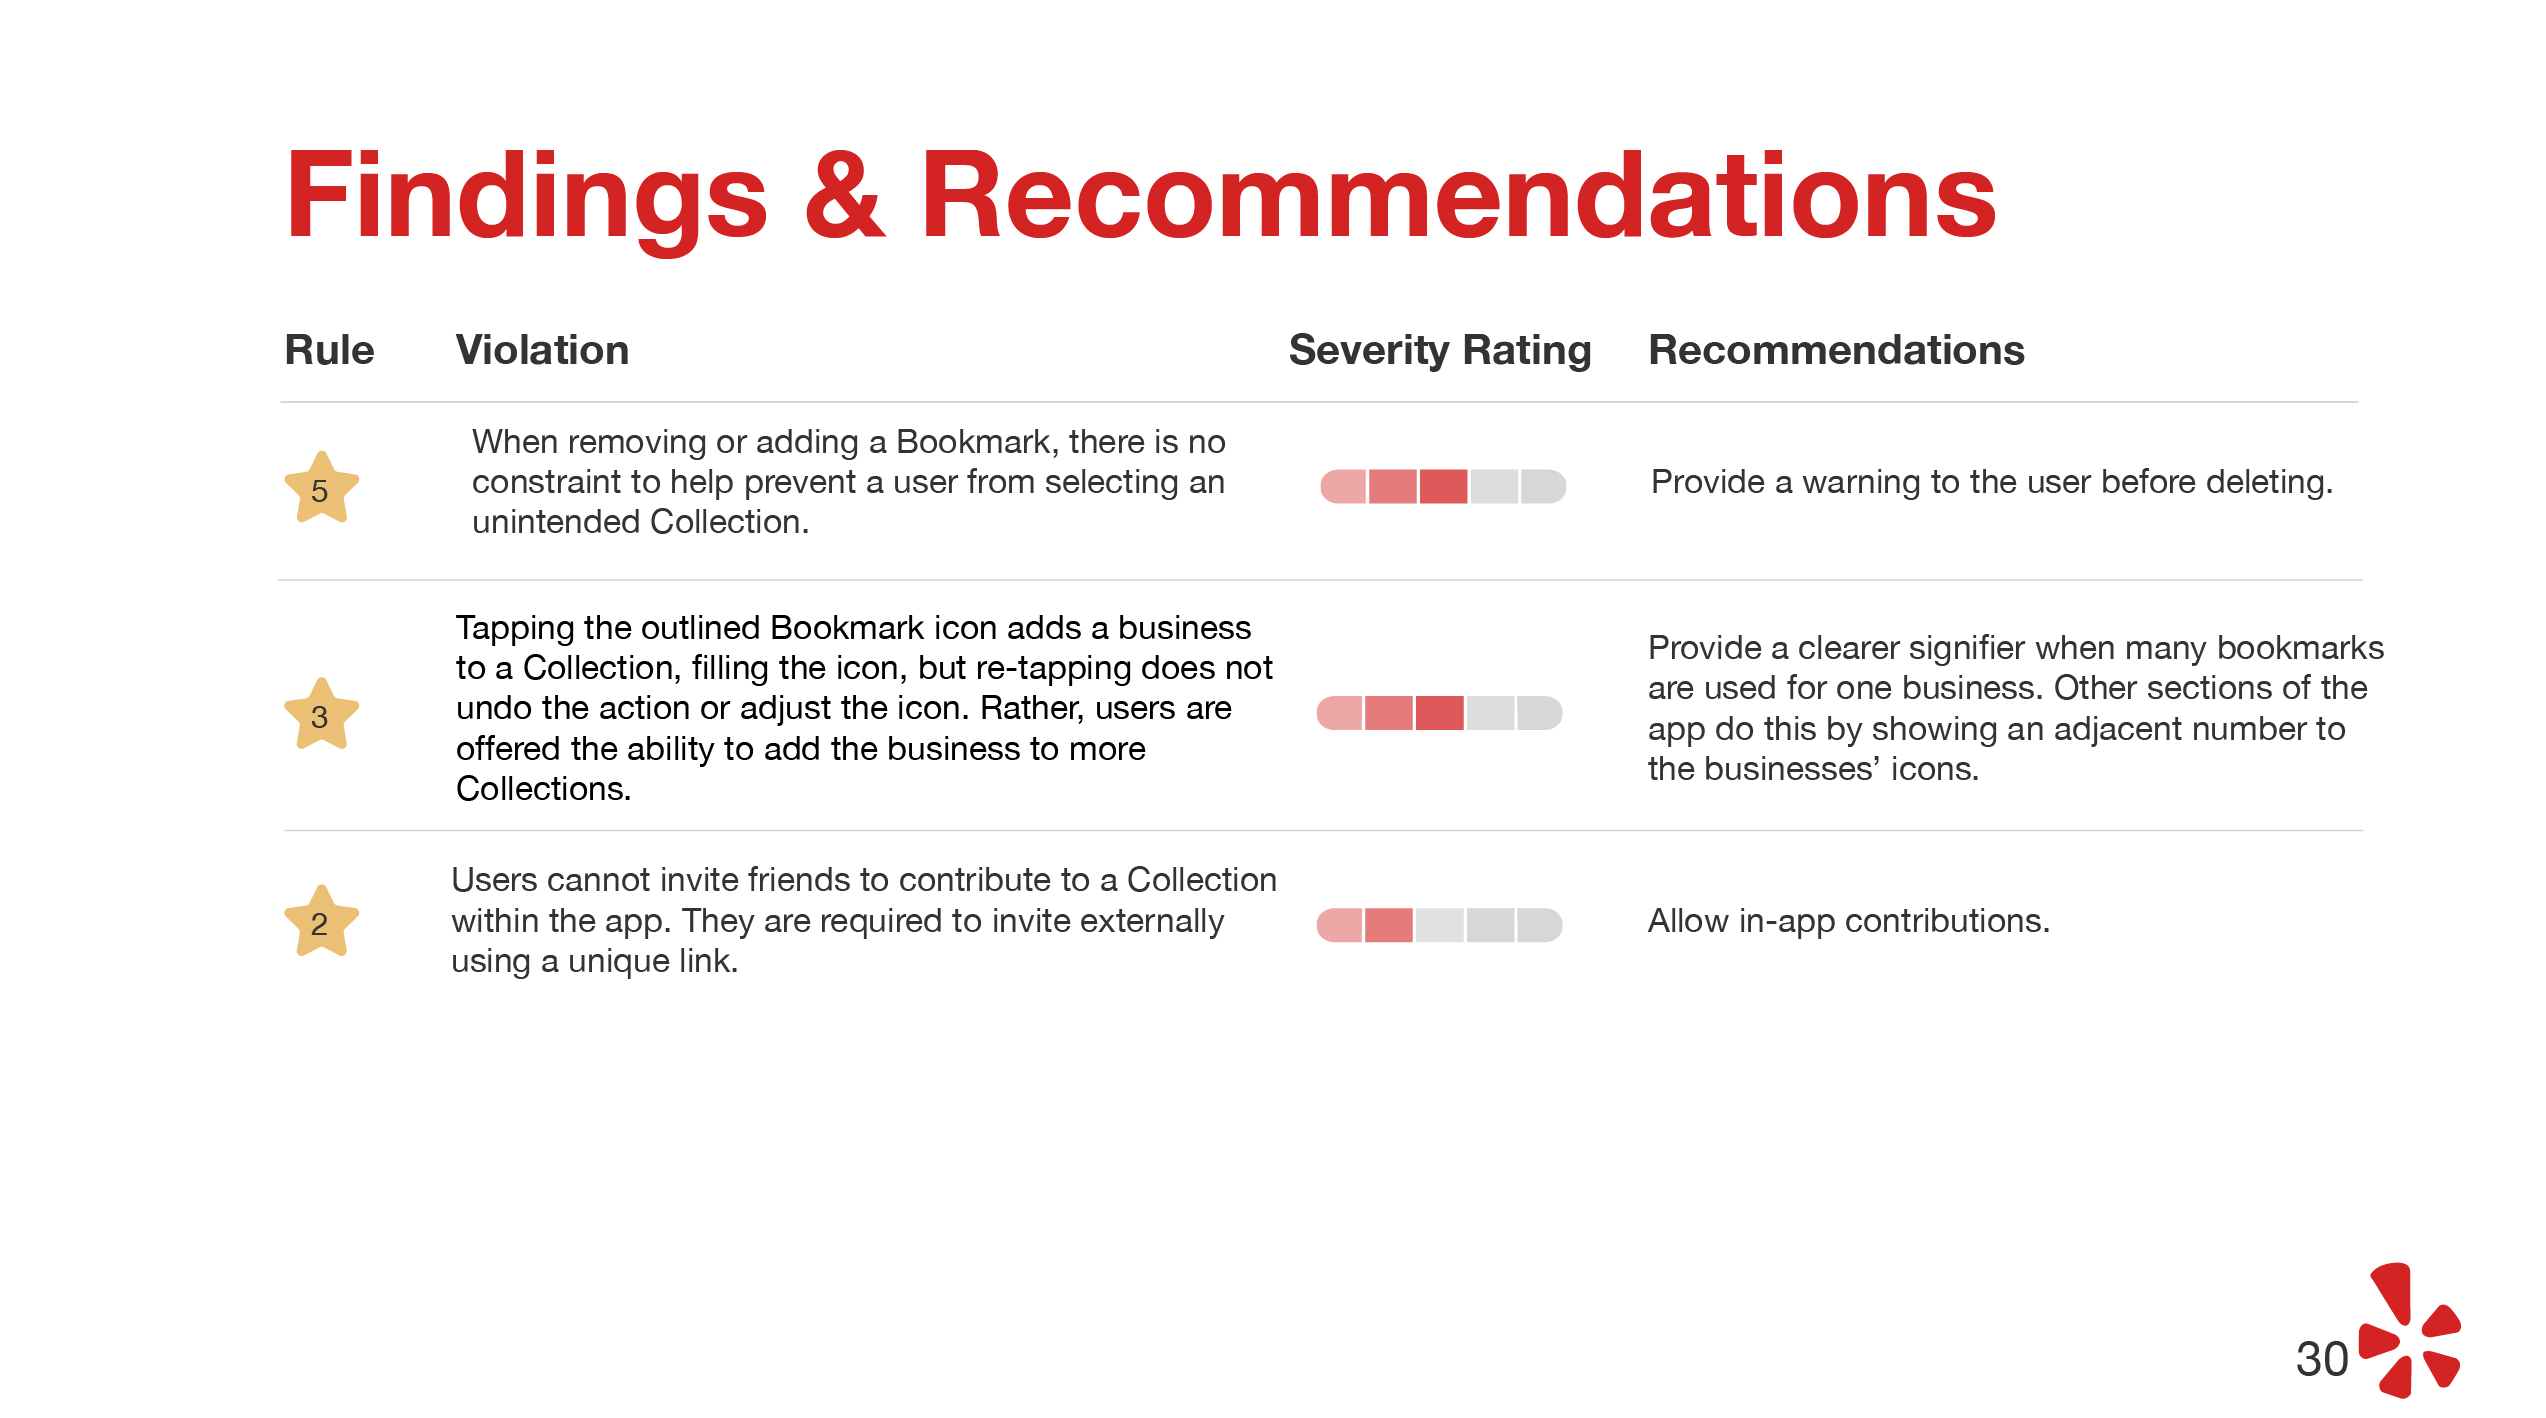 Findings & Recommendations
Rule
Violation
Severity Rating
Recommendations
5
When removing or adding a Bookmark, there is no
constraint to help prevent a user from selecting an
unintended Collection.
Provide a warning to the user before deleting.
3
Tapping the outlined Bookmark icon adds a business
to a Collection, filling the icon, but re-tapping does not
undo the action or adjust the icon. Rather, users are
offered the ability to add the business to more
Collections.
Provide a clearer signifier when many bookmarks
are used for one business. Other sections of the
app do this by showing an adjacent number to
the businesses’ icons.
2
Users cannot invite friends to contribute to a Collection
within the app. They are required to invite externally
using a unique link.
Allow in-app contributions.
30